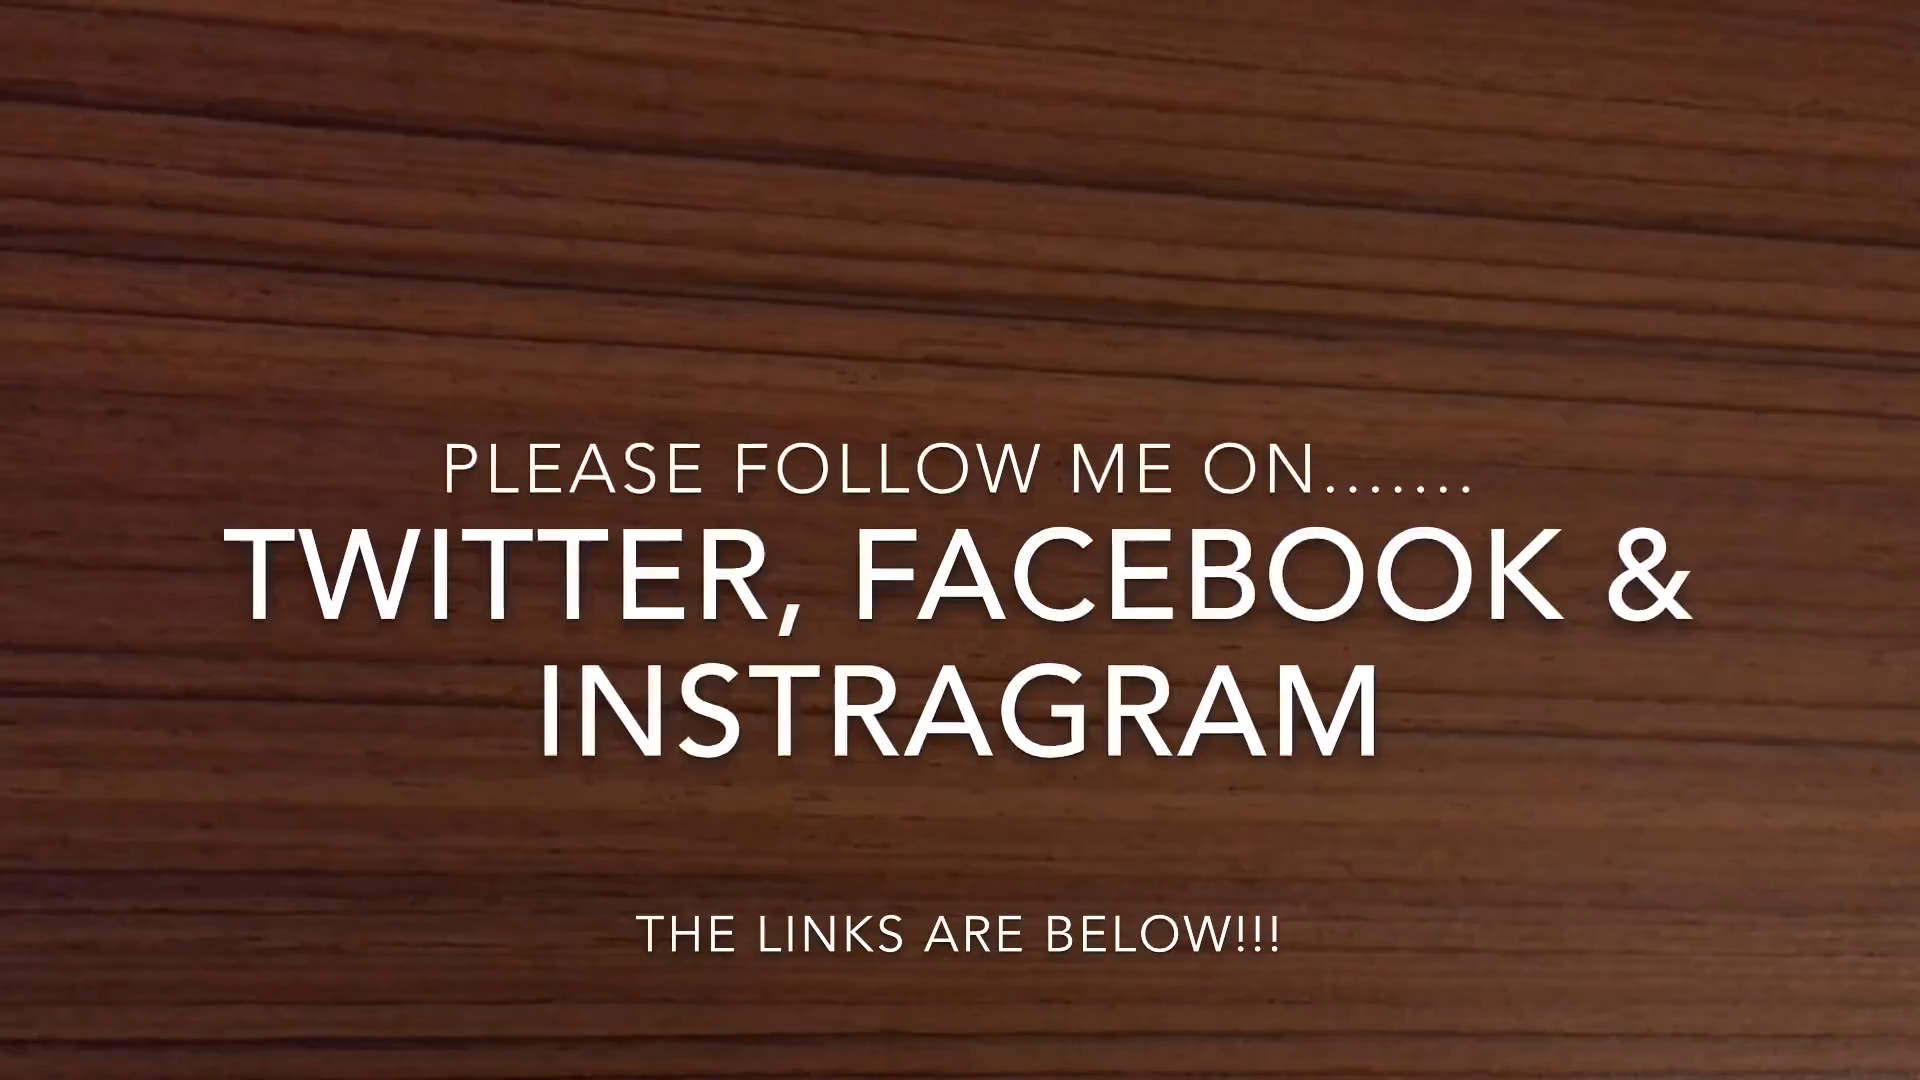 PLEASE FOLLOW ME ON.......
TWITTER, FACEBOOK &
INSTRAGRAM
THE LINKS ARE BELOW!!!